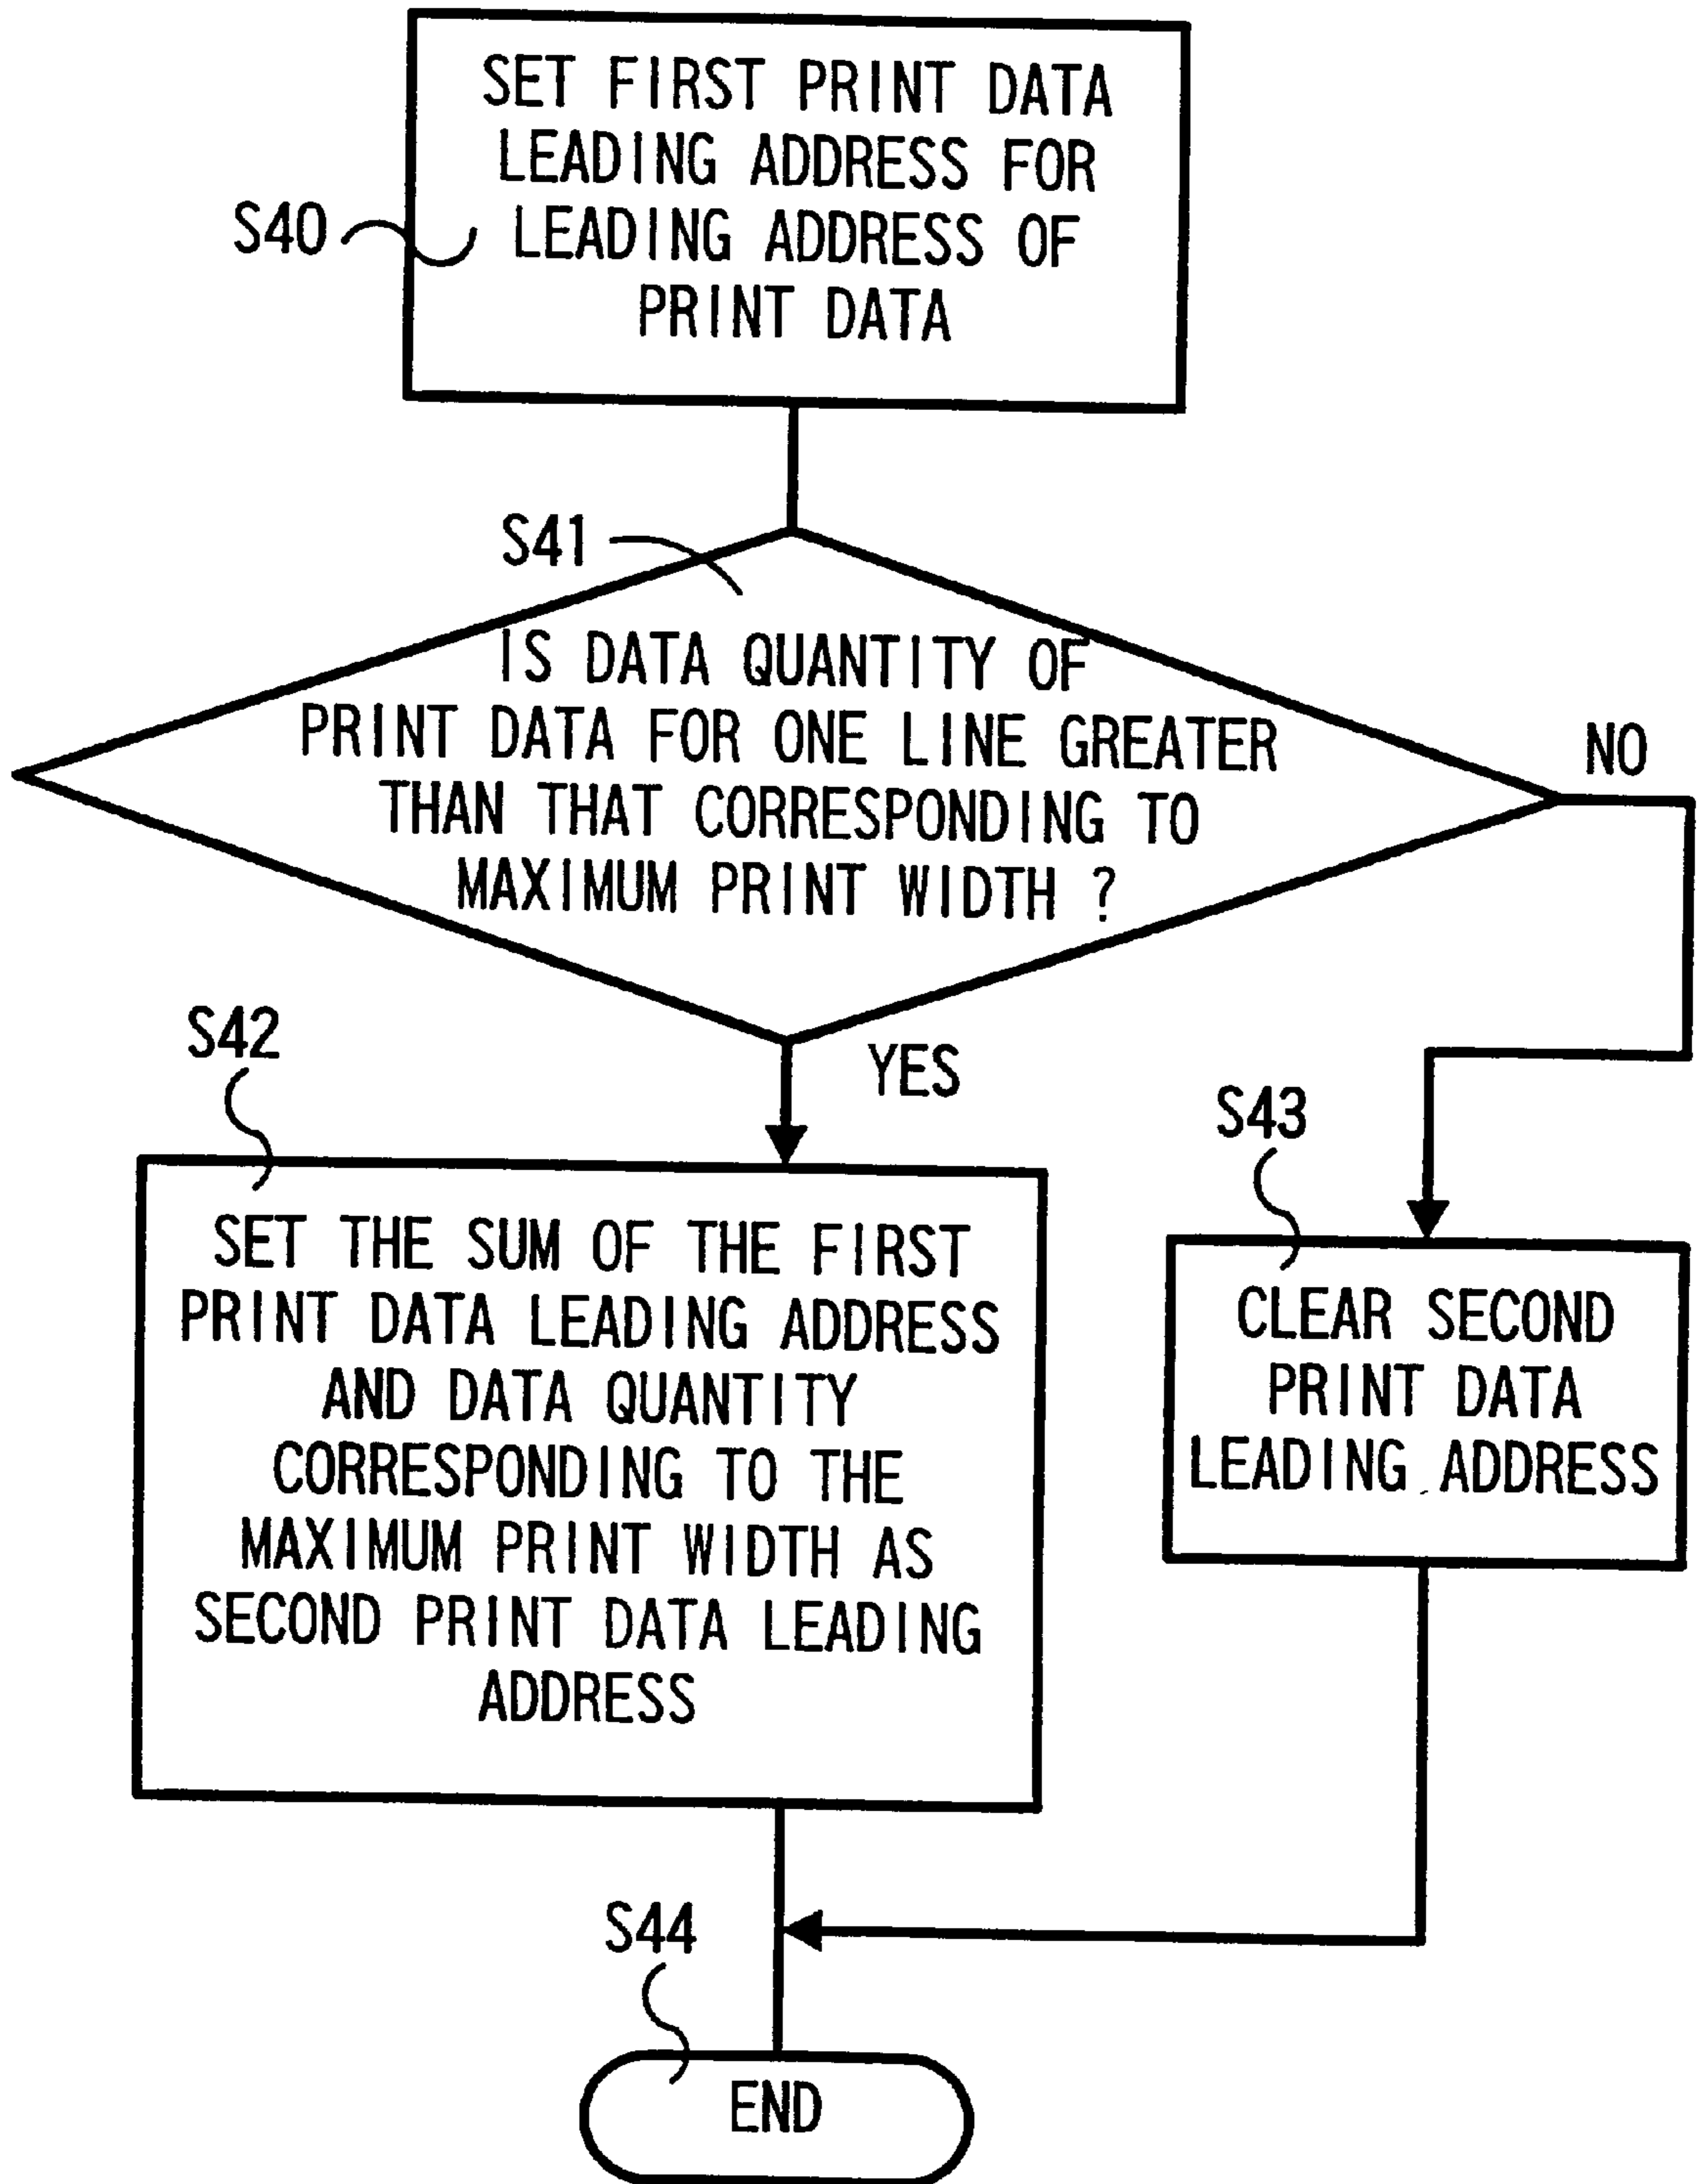 SET FIRST PRINT DATA
LEADING ADDRESS FOR
S40
LEADING ADDRESS OF
PRINT DATA
S41
IS DATA QUANTITY OF
PRINT DATA FOR ONE LINE GREATER
THAN THAT CORRESPONDING TO
MAXIMUM PRINT WIDTH ?
NO
YES
S42
SET THE SUM OF THE FIRST
PRINT DATA LEADING ADDRESS
AND DATA QUANTITY
CORRESPONDING TO THE
MAXIMUM PRINT WIDTH AS
SECOND PRINT DATA LEADING
ADDRESS
S43
CLEAR SECOND
PRINT DATA
LEADING ADDRESS
S44
END